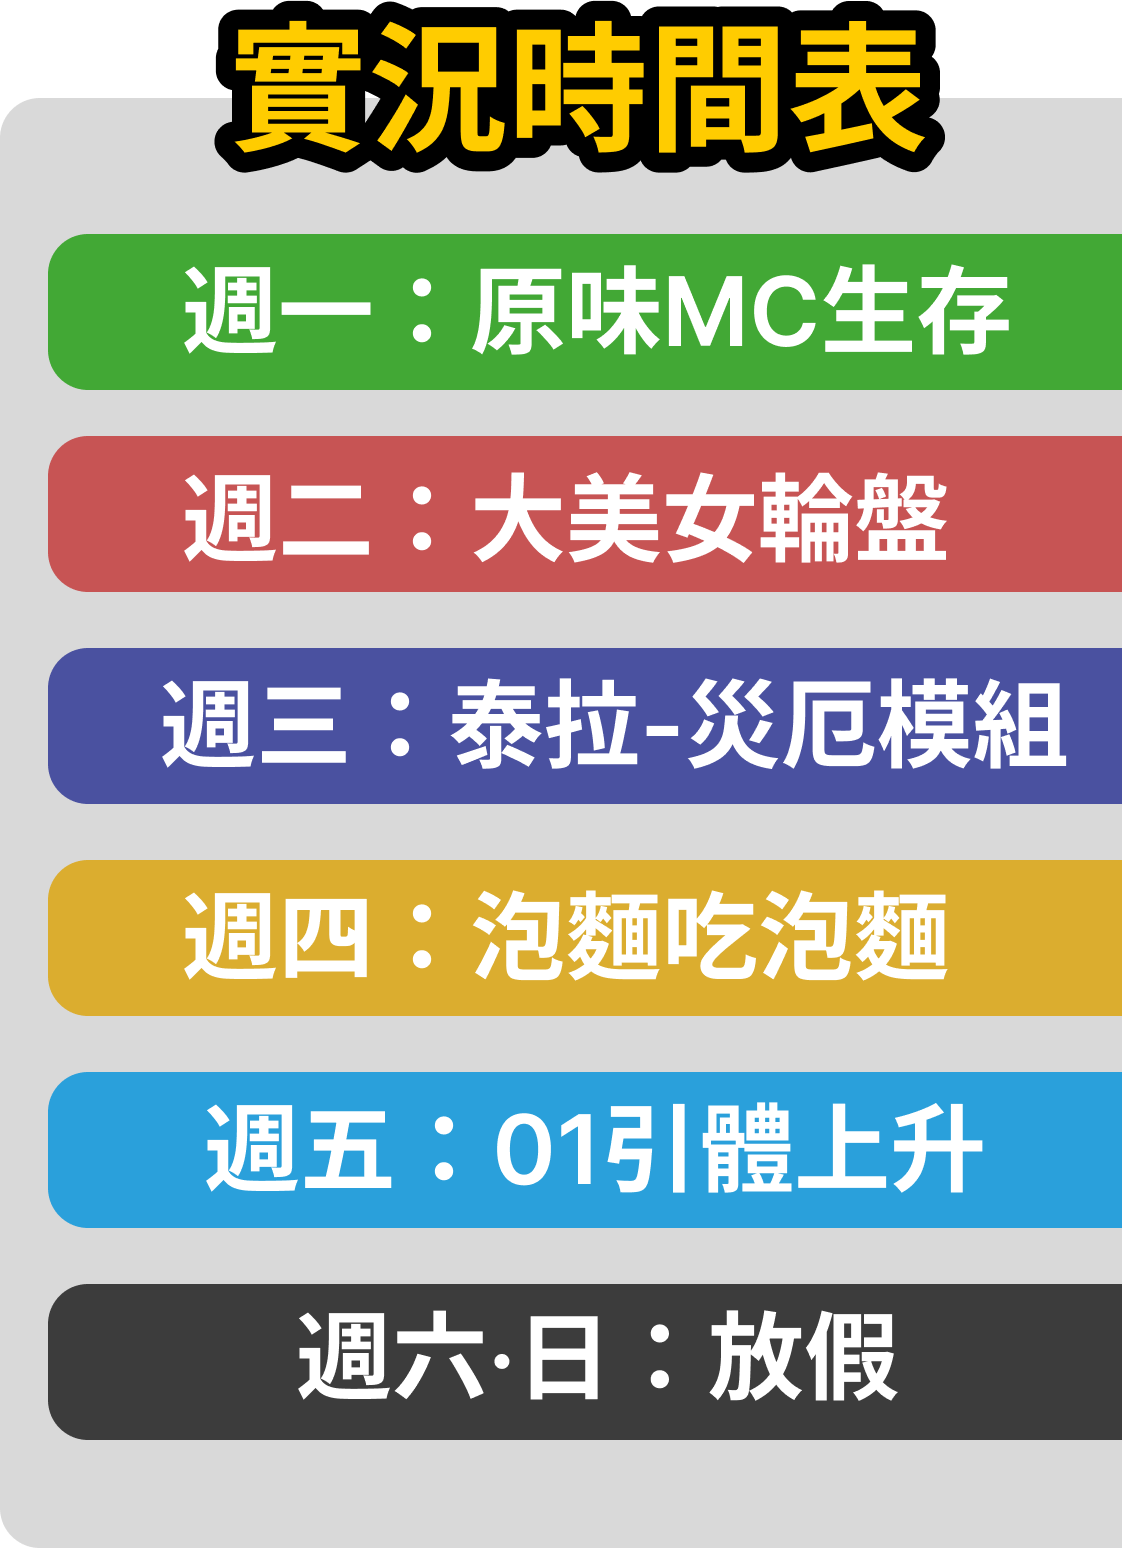 實況時間表
週一：原味MC生存
週二：大美女輪盤
週三：泰拉-災厄模組
週四：泡麵吃泡麵
週五：01引體上升
週六·日：放假